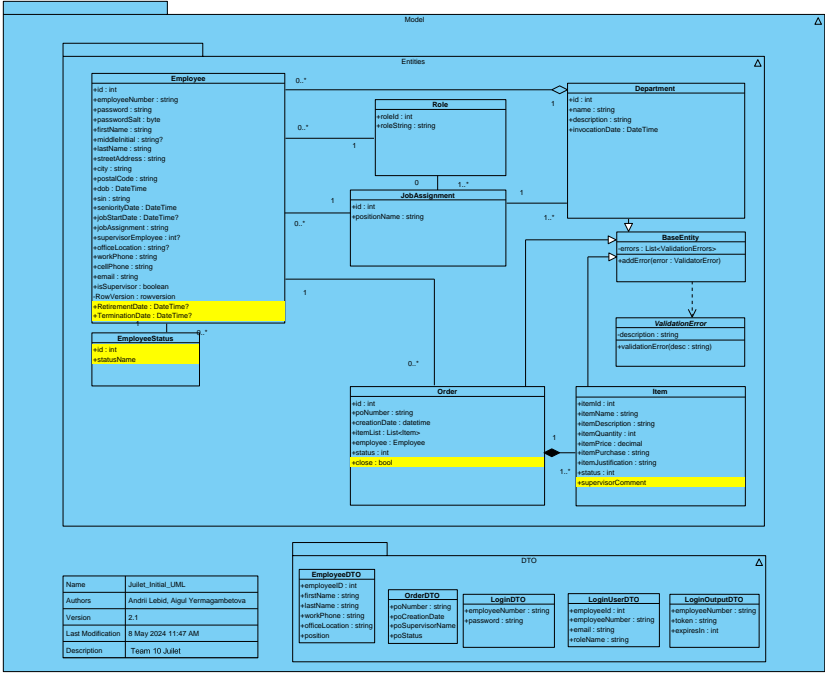 Model
Entities
Employee
+id : int
+employeeNumber : string
+password : string
+passwordSalt : byte
+firstName : string
+middleInitial : string?
+lastName : string
+streetAddress : string
+city : string
+postalCode : string
+dob : DateTime
+sin : string
+seniorityDate : DateTime
+jobStartDate : DateTime?
+jobAssignment : string
+supervisorEmployee : int?
+officeLocation : string?
+workPhone : string
+cellPhone : string
+email : string
+isSupervisor : boolean
-RowVersion : rowversion
+RetirementDate : DateTime?
+TerminationDate : DateTime?
1
0..*
EmployeeStatus
+id : int
+statusName
0..*
1
Department
+id : int
+name : string
+description : string
+invocationDate : DateTime
0..*
1
Role
+roleId : int
+roleString : string
0
1..*
JobAssignment
+id : int
+positionName : string
1
0..*
1
1..*
BaseEntity
-errors : List<ValidationErrors>
+addError(error : ValidatorError)
ValidationError
-description : string
+validationError(desc : string)
1
0..*
Order
+id : int
+poNumber : string
+creationDate : datetime
+itemList : List<Item>
+employee : Employee
+status : int
+close : bool
1
1..*
Item
+itemId : int
+itemName : string
+itemDescription : string
+itemQuantity : int
+itemPrice : decimal
+itemPurchase : string
+itemJustification : string
+status : int
+supervisorComment
DTO
EmployeeDTO
+employeeID : int
+firstName : string
+lastName : string
+workPhone : string
+officeLocation : string
+position
OrderDTO
+poNumber : string
+poCreationDate
+poSupervisorName
+poStatus
LoginDTO
+employeeNumber : string
+password : string
LoginUserDTO
+employeeId : int
+employeeNumber : string
+email : string
+roleName : string
LoginOutputDTO
+employeeNumber : string
+token : string
+expiresIn : int
Name Juilet_Initial_UML
Authors Andrii Lebid, Aigul Yermagambetova
Version 2.1
Last Modification 8 May 2024 11:47 AM
Description Team 10 Juilet